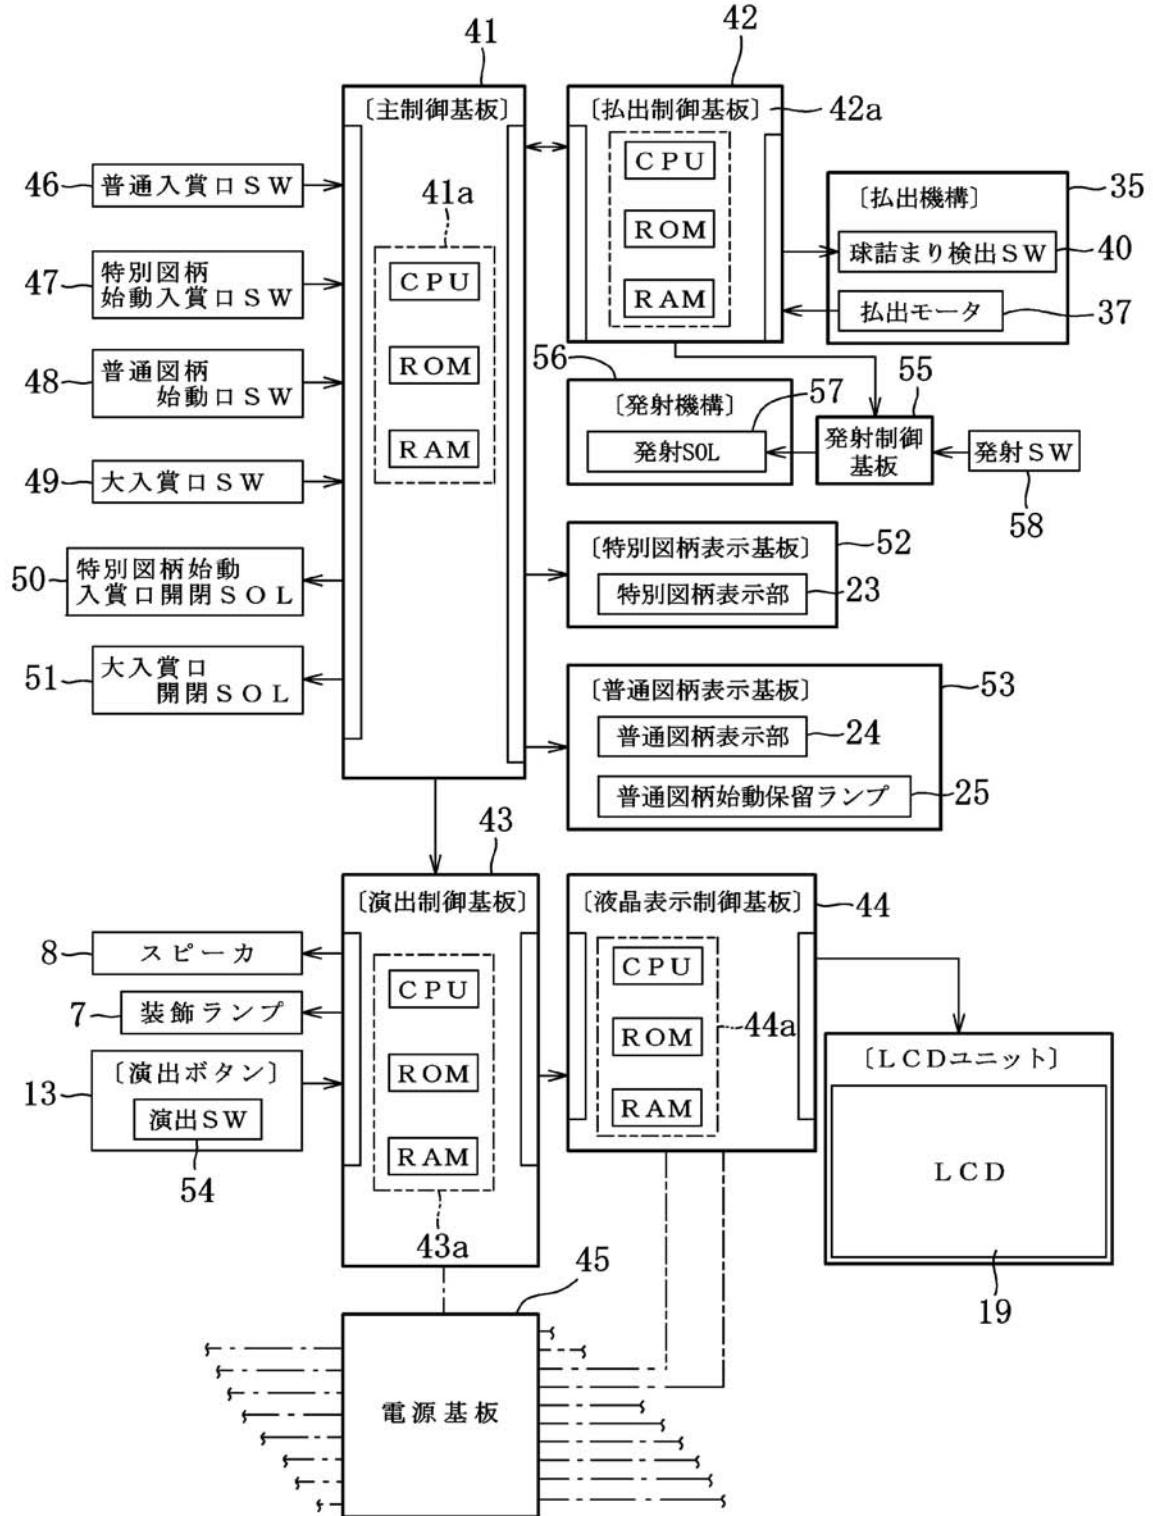 41
42
〔主制御基板〕
〔払出制御基板〕
42a
46
普通入賞口SW
41a
CPU
ROM
RAM
CPU
ROM
RAM
〔払出機構〕
35
球詰まり検出SW
40
払出モータ
37
47
特別図柄
始動入賞口SW
48
普通図柄
始動口SW
49
大入賞口SW
50
特別図柄始動
入賞口開閉SOL
51
大入賞口
開閉SOL
56
〔発射機構〕
57
発射SOL
55
発射制御
基板
発射SW
58
〔特別図柄表示基板〕
52
特別図柄表示部
23
〔普通図柄表示基板〕
53
普通図柄表示部
24
普通図柄始動保留ランプ
25
43
〔演出制御基板〕
〔液晶表示制御基板〕
44
8
スピーカ
7
装飾ランプ
13
〔演出ボタン〕
演出SW
54
CPU
ROM
RAM
43a
CPU
ROM
RAM
44a
〔LCDユニット〕
LCD
19
45
電源基板